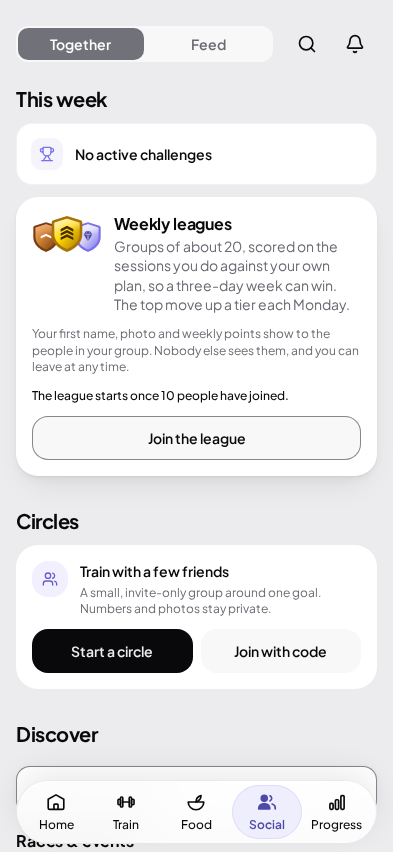 Together
Feed
This week
No active challenges
Weekly leagues
Groups of about 20, scored on the
sessions you do against your own
plan, so a three-day week can win.
The top move up a tier each Monday.
Your first name, photo and weekly points show to the
people in your group. Nobody else sees them, and you can
leave at any time.
The league starts once 10 people have joined.
Join the league
Circles
Train with a few friends
A small, invite-only group around one goal.
Numbers and photos stay private.
Start a circle
Join with code
Discover
Home
Train
Food
Social
Progress
Races & events